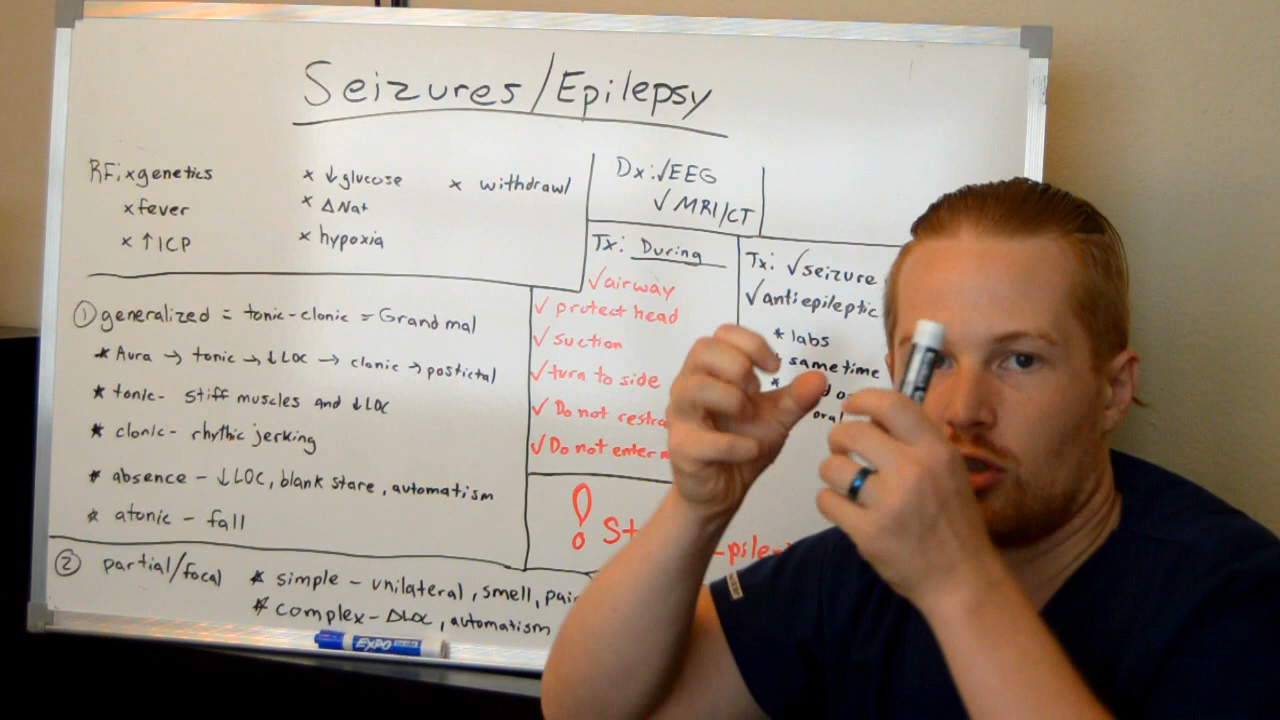 Seizures/Epilepsy
RF: x genetics
x fever
x ↑ICP
x ↓glucose
x ΔNa+
x hypoxia
x withdrawl
Dx: ✓EEG
✓MRI/CT
Tx: During
✓airway
✓protect head
✓suction
✓turn to side
✓Do not restra
✓Do not enter
Tx: ✓seizure
✓antiepileptic
* labs
* same time
*
oral
① generalized = tonic-clonic = Grand mal
* Aura → tonic → ↓LOC → clonic → postictal
* tonic- stiff muscles and ↓LOC
* clonic- rhythic jerking
* absence - ↓LOC, blank stare, automatism
* atonic - fall
! St
-pile
② partial/focal * simple - unilateral, smell, pai
* complex- ΔLOC, automatism
EXPO